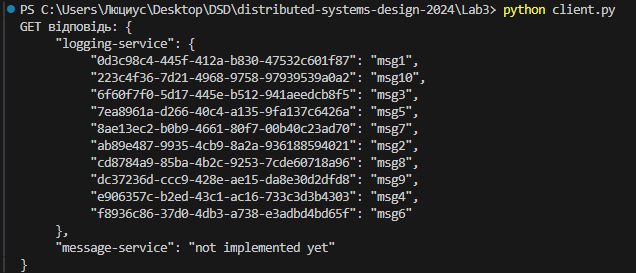 PS C:\Users\Люциус\Desktop\DSD\distributed-systems-design-2024\Lab3> python client.py
GET відповідь: {
    "logging-service": {
        "0d3c98c4-445f-412a-b830-47532c601f87": "msg1",
        "223c4f36-7d21-4968-9758-97939539a0a2": "msg10",
        "6f60f7f0-5d17-445e-b512-941aeedcb8f5": "msg3",
        "7ea8961a-d266-40c4-a135-9fa137c6426a": "msg5",
        "8ae13ec2-b0b9-4661-80f7-00b40c23ad70": "msg7",
        "ab89e487-9935-4cb9-8a2a-936188594021": "msg2",
        "cd8784a9-85ba-4b2c-9253-7cde60718a96": "msg8",
        "dc37236d-ccc9-428e-ae15-da8e30d2dfd8": "msg9",
        "e906357c-b2ed-43c1-ac16-733c3d3b4303": "msg4",
        "f8936c86-37d0-4db3-a738-e3adbd4bd65f": "msg6"
    },
    "message-service": "not implemented yet"
}